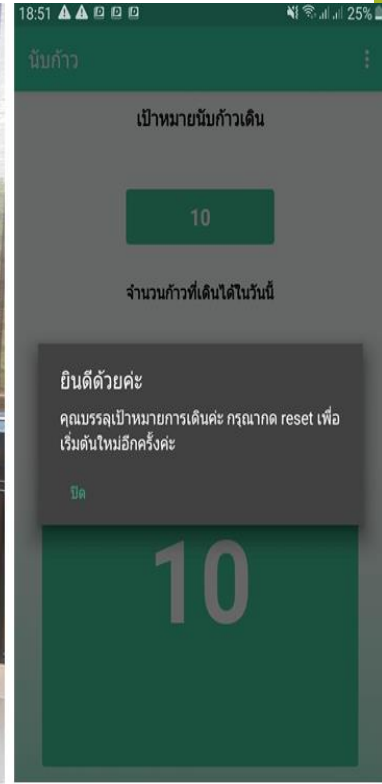 18:51 25%
นับก้าว
เป้าหมายนับก้าวเดิน
10
จำนวนก้าวที่เดินได้ในวันนี้
ยินดีด้วยค่ะ
คุณบรรลุเป้าหมายการเดินค่ะ กรุณากด reset เพื่อ
เริ่มต้นใหม่อีกครั้งค่ะ
ปิด
10